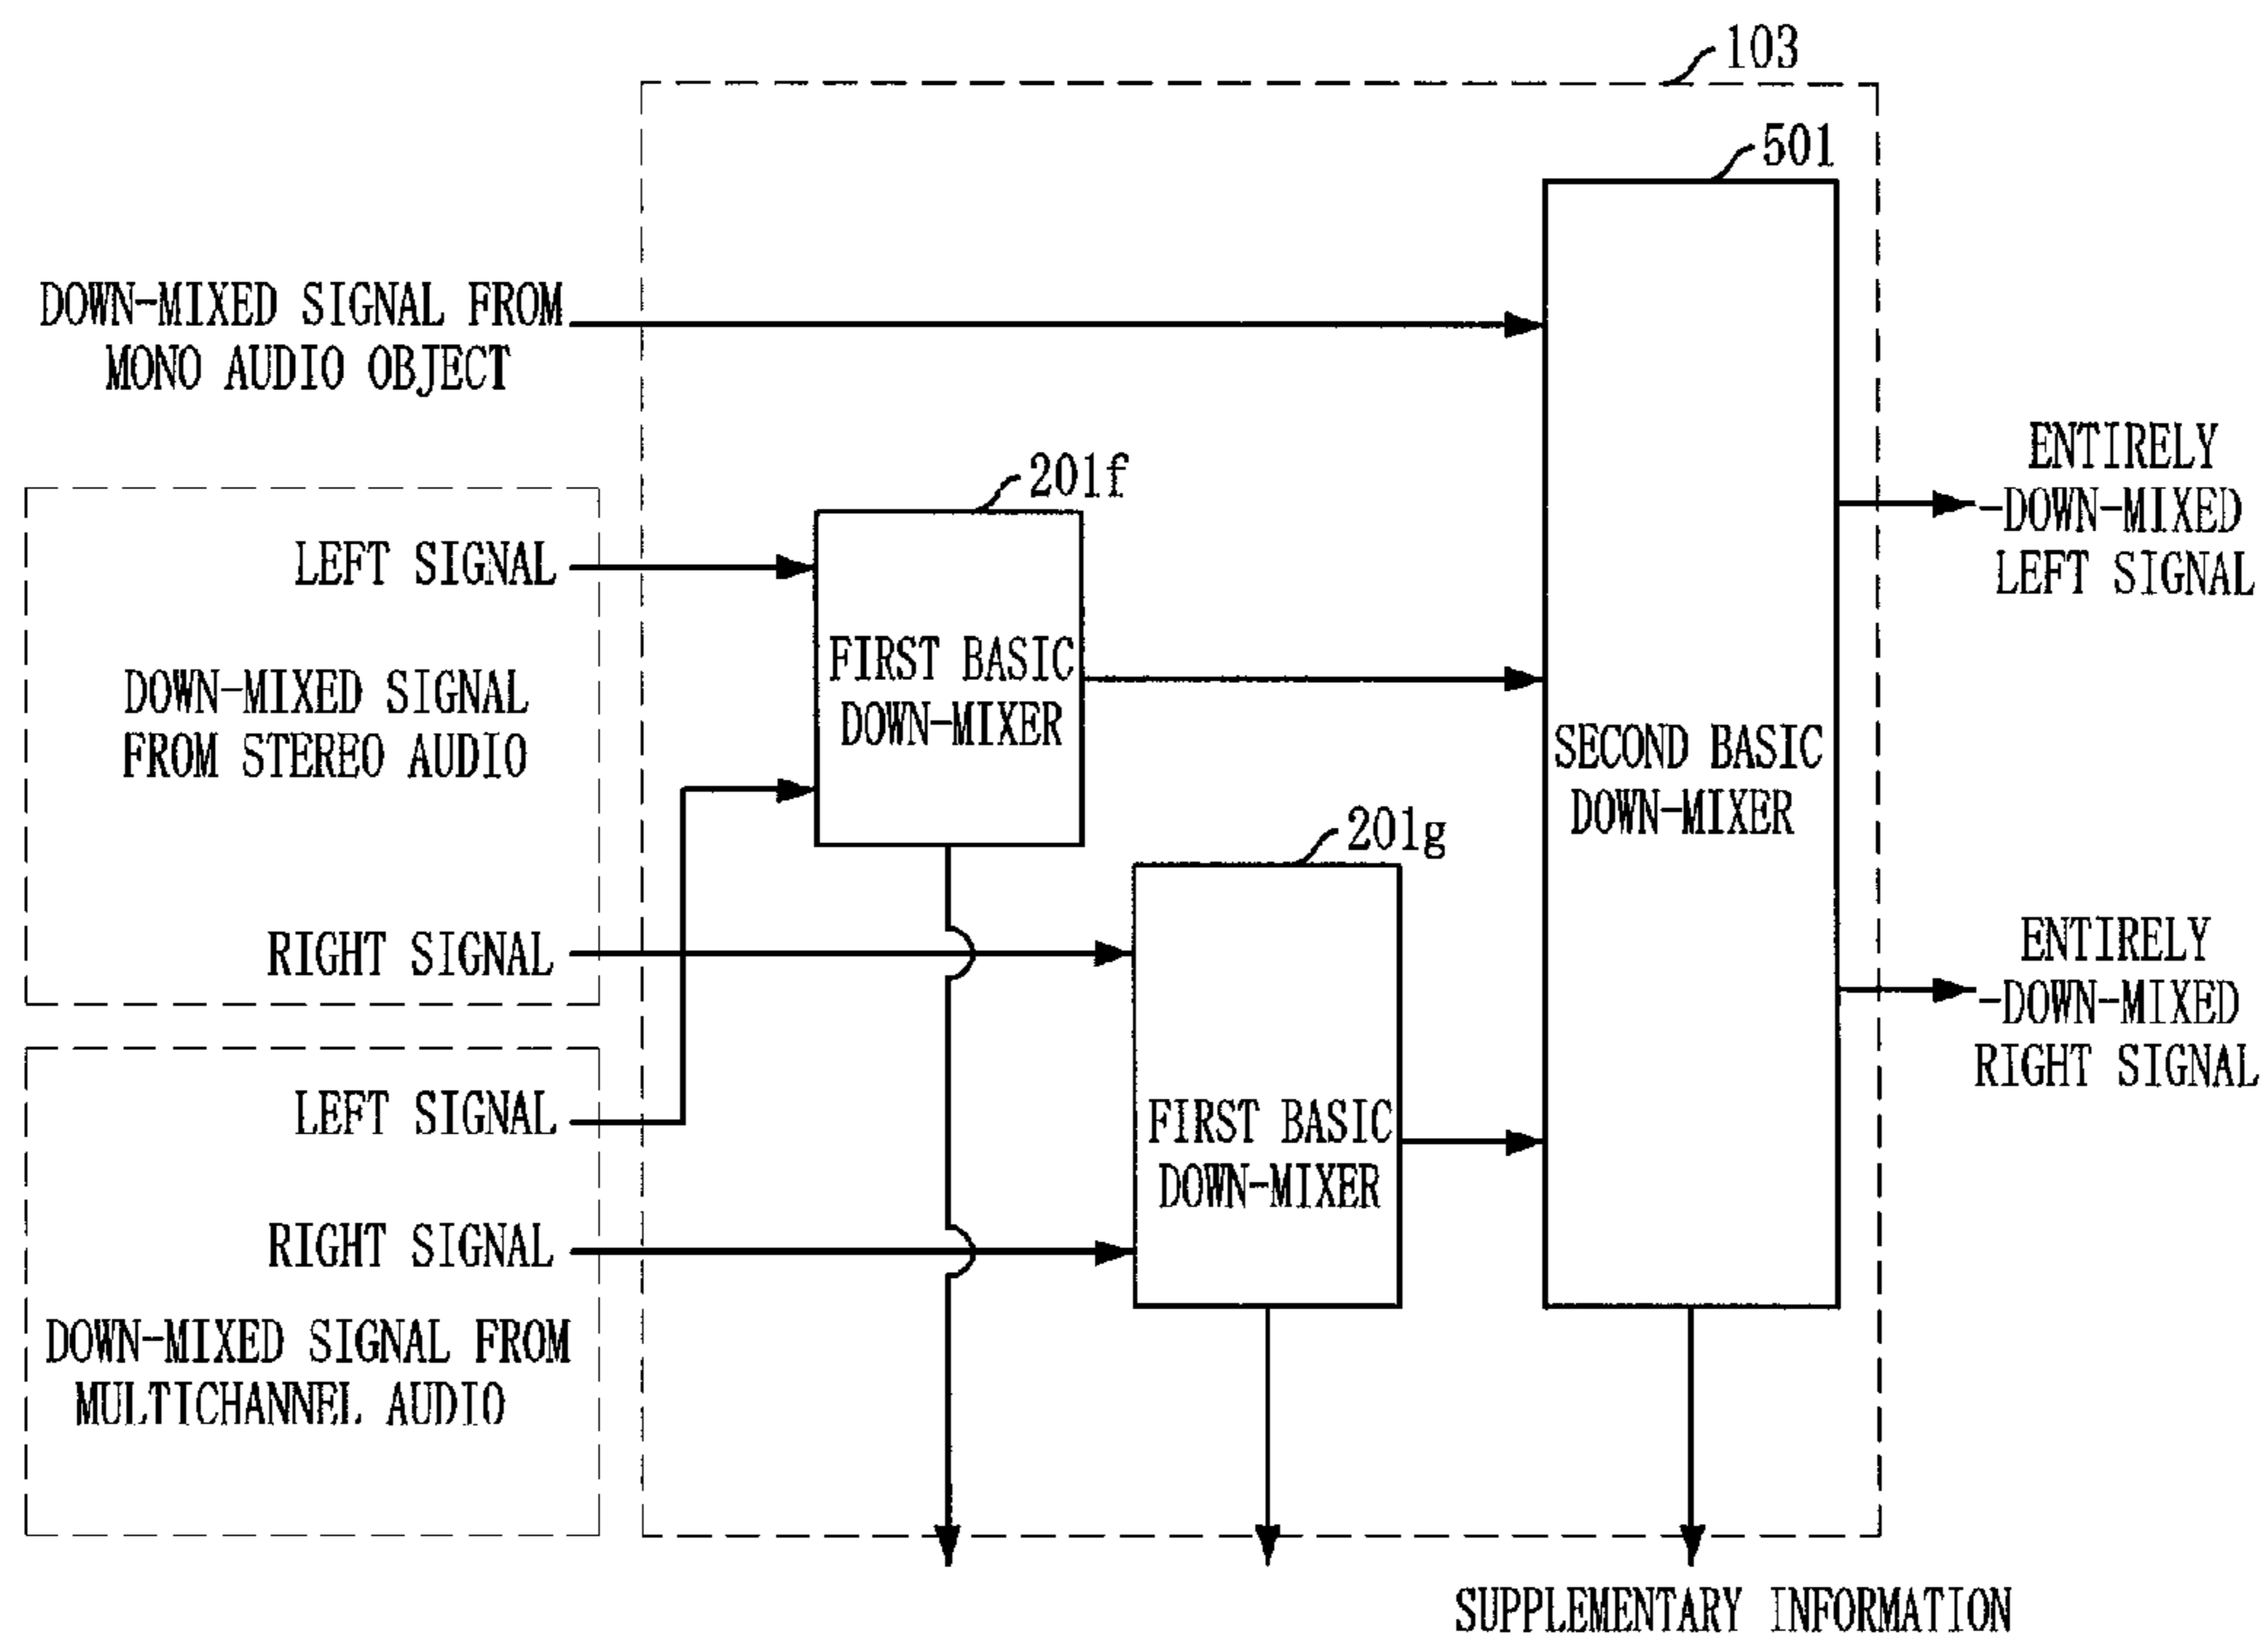 103
501
DOWN-MIXED SIGNAL FROM
MONO AUDIO OBJECT
201f
LEFT SIGNAL
DOWN-MIXED SIGNAL
FROM STEREO AUDIO
RIGHT SIGNAL
FIRST BASIC
DOWN-MIXER
201g
FIRST BASIC
DOWN-MIXER
SECOND BASIC
DOWN-MIXER
ENTIRELY
-DOWN-MIXED
LEFT SIGNAL
ENTIRELY
-DOWN-MIXED
RIGHT SIGNAL
LEFT SIGNAL
RIGHT SIGNAL
DOWN-MIXED SIGNAL FROM
MULTICHANNEL AUDIO
SUPPLEMENTARY INFORMATION